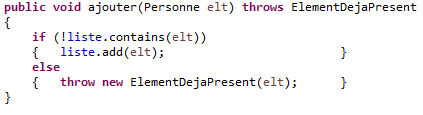 public void ajouter(Personne elt) throws ElementDejaPresent
{
if (!liste.contains(elt))
{ liste.add(elt); }
else
{ throw new ElementDejaPresent(elt); }
}